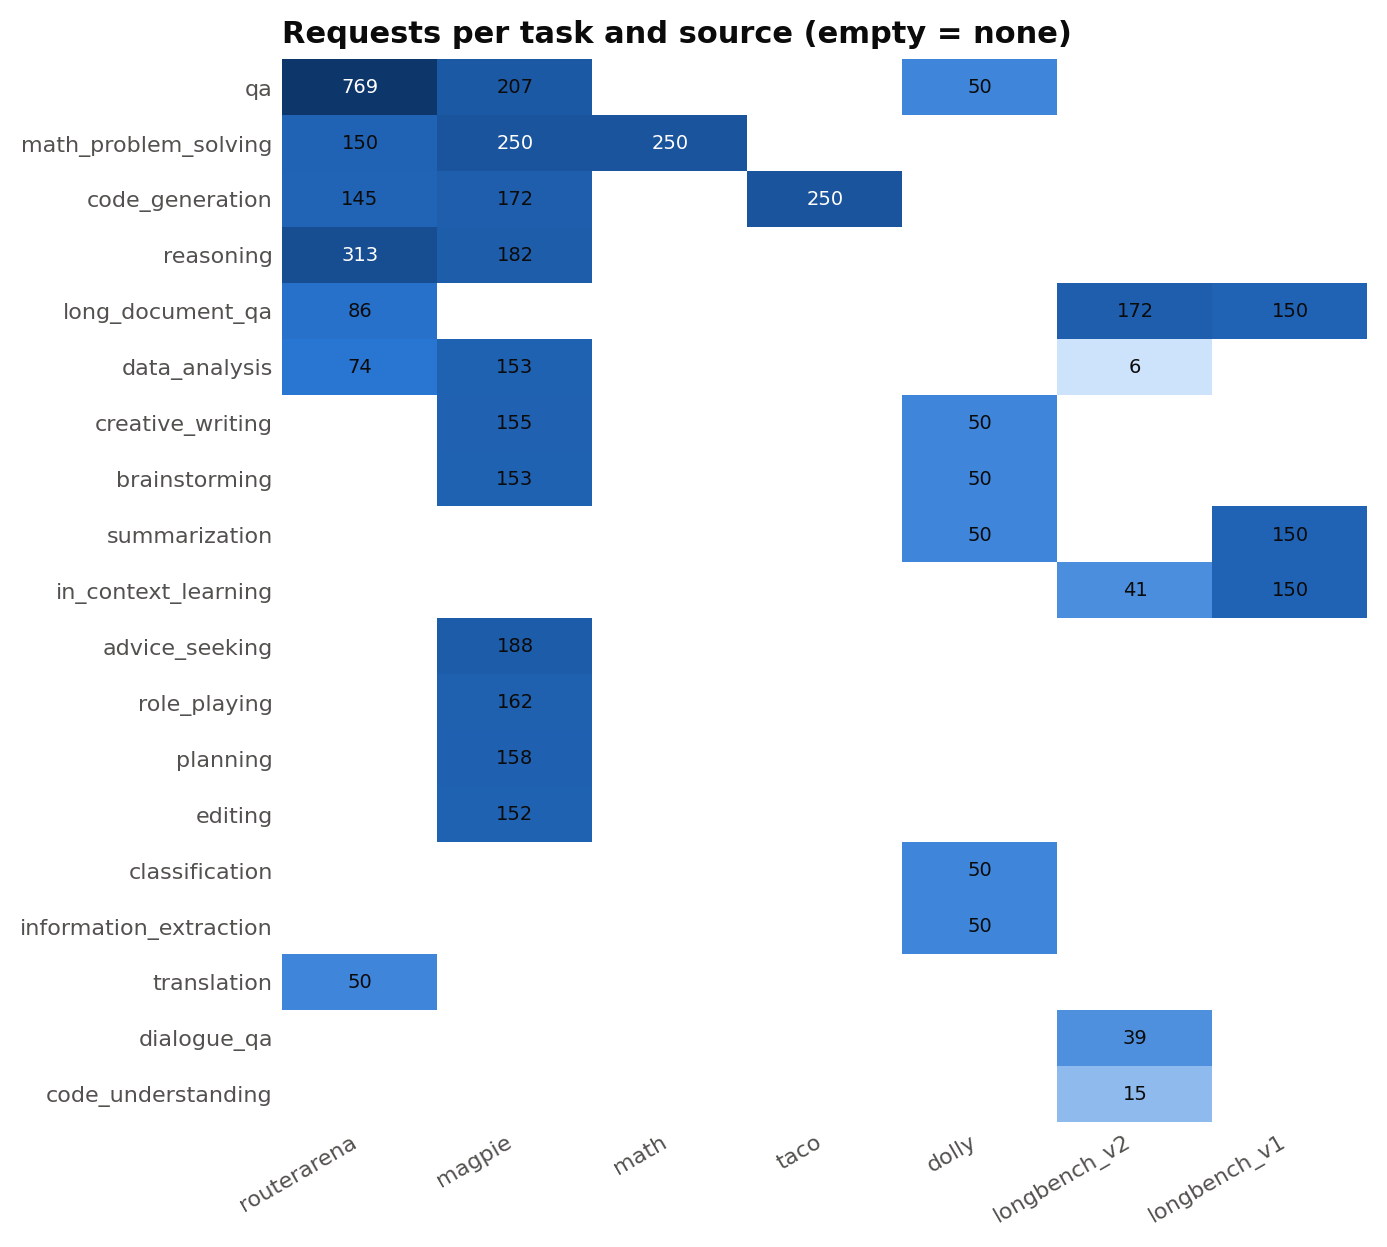 Requests per task and source (empty = none)
qa 769 207 50
math_problem_solving 150 250 250
code_generation 145 172 250
reasoning 313 182
long_document_qa 86 172 150
data_analysis 74 153 6
creative_writing 155 50
brainstorming 153 50
summarization 50 150
in_context_learning 41 150
advice_seeking 188
role_playing 162
planning 158
editing 152
classification 50
information_extraction 50
translation 50
dialogue_qa 39
code_understanding 15
routerarena magpie math taco dolly longbench_v2 longbench_v1